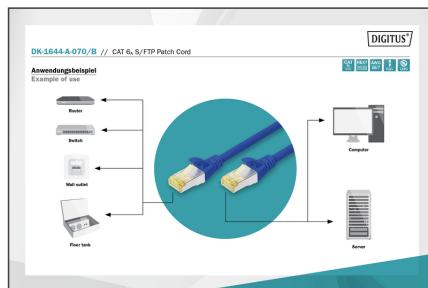 DIGITUS®
DK-1644-A-070/B // CAT 6A S/FTP Patch Cord
Anwendungsbeispiel
Example of use
Router
Switch
Wall outlet
Floor tank
Computer
Server